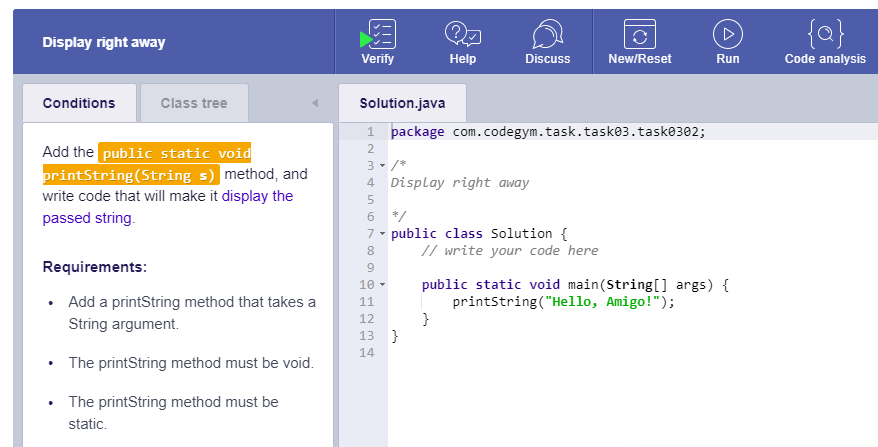 Display right away
Verify
Help
Discuss
New/Reset
Run
Code analysis
Conditions
Class tree
Add the public static void
printString(String s) method, and
write code that will make it display the
passed string.
Requirements:
• Add a printString method that takes a
String argument.
• The printString method must be void.
• The printString method must be
static.
Solution.java
1 package com.codegym.task.task03.task0302;
2
3 /*
4 Display right away
5
6 */
7 public class Solution {
8     // write your code here
9
10     public static void main(String[] args) {
11         printString("Hello, Amigo!");
12     }
13 }
14